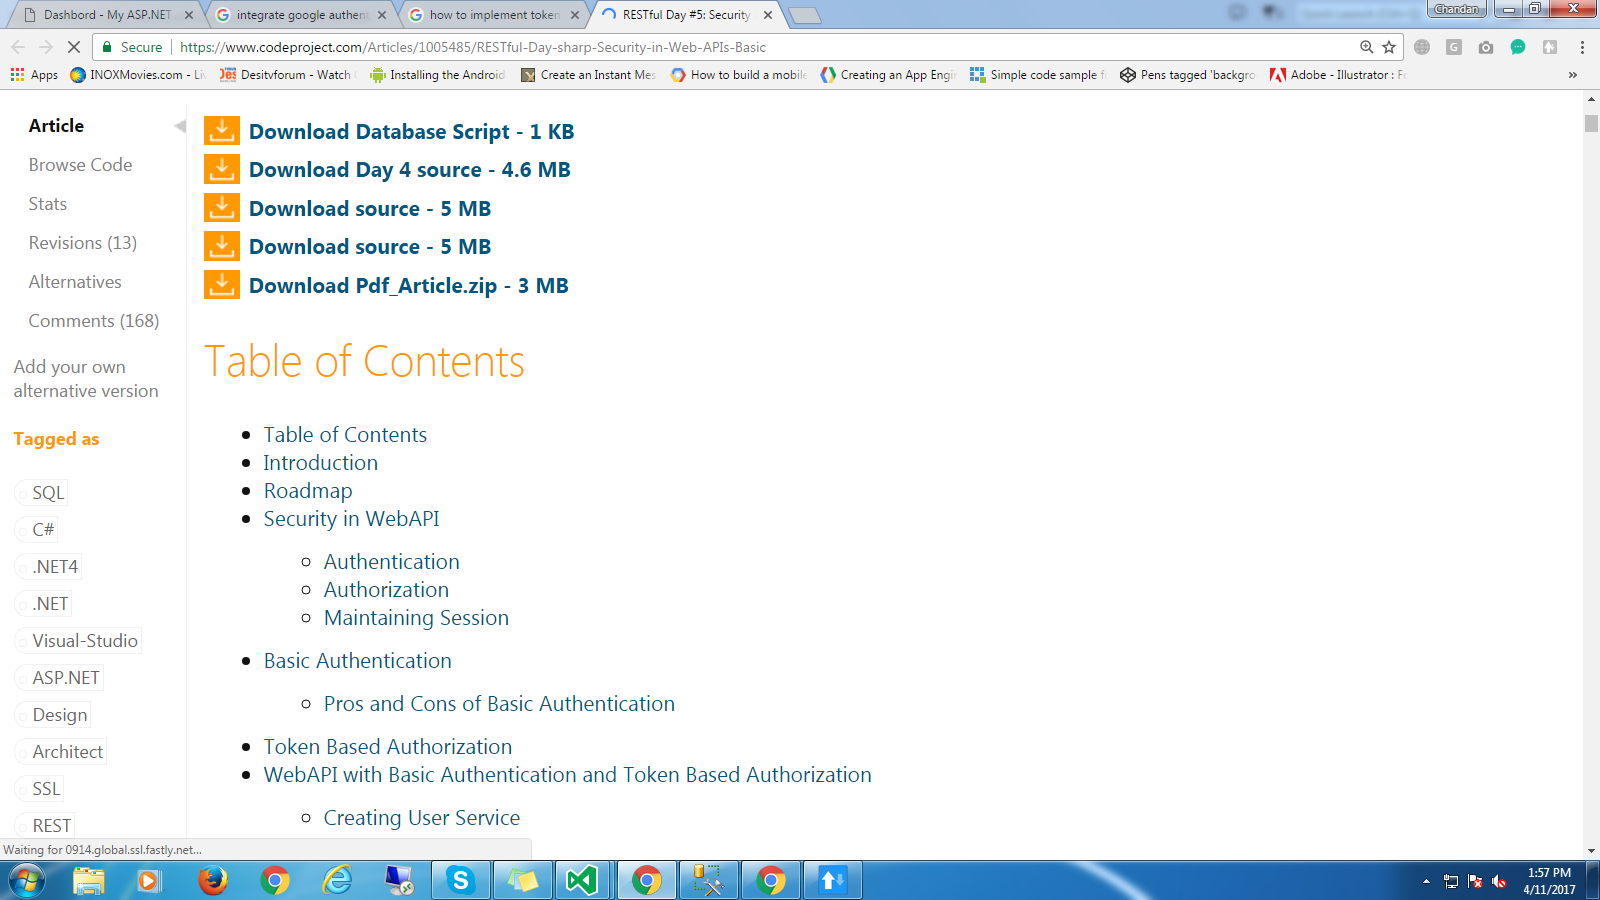 Dashbord - My ASP.NET
integrate google authen
how to implement token
RESTful Day #5: Security
Chandan
Secure
https://www.codeproject.com/Articles/1005485/RESTful-Day-sharp-Security-in-Web-APIs-Basic
Apps
INOXMovies.com - Li
Desitvforum - Watch
Installing the Android
Create an Instant Mes
How to build a mobile
Creating an App Engi
Simple code sample f
Pens tagged 'backgro
Adobe - Illustrator : F
»
Article
Browse Code
Stats
Revisions (13)
Alternatives
Comments (168)
Add your own
alternative version
Tagged as
SQL
C#
.NET4
.NET
Visual-Studio
ASP.NET
Design
Architect
SSL
REST
Download Database Script - 1 KB
Download Day 4 source - 4.6 MB
Download source - 5 MB
Download source - 5 MB
Download Pdf_Article.zip - 3 MB
Table of Contents
Table of Contents
Introduction
Roadmap
Security in WebAPI
Authentication
Authorization
Maintaining Session
Basic Authentication
Pros and Cons of Basic Authentication
Token Based Authorization
WebAPI with Basic Authentication and Token Based Authorization
Creating User Service
Waiting for 0914.global.ssl.fastly.net...
1:57 PM
4/11/2017